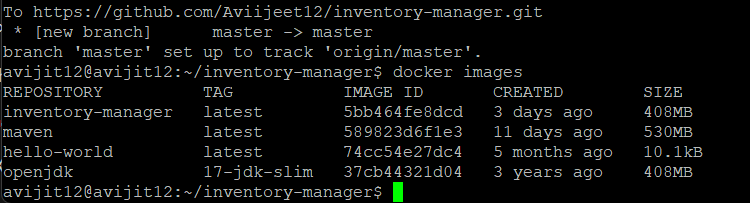 To https://github.com/Aviijeet12/inventory-manager.git
 * [new branch]      master -> master
branch 'master' set up to track 'origin/master'.
avijit12@avijit12:~/inventory-manager$ docker images
REPOSITORY          TAG           IMAGE ID       CREATED        SIZE
inventory-manager   latest        5bb464fe8dcd   3 days ago     408MB
maven               latest        589823d6f1e3   11 days ago    530MB
hello-world         latest        74cc54e27dc4   5 months ago   10.1kB
openjdk             17-jdk-slim   37cb44321d04   3 years ago    408MB
avijit12@avijit12:~/inventory-manager$